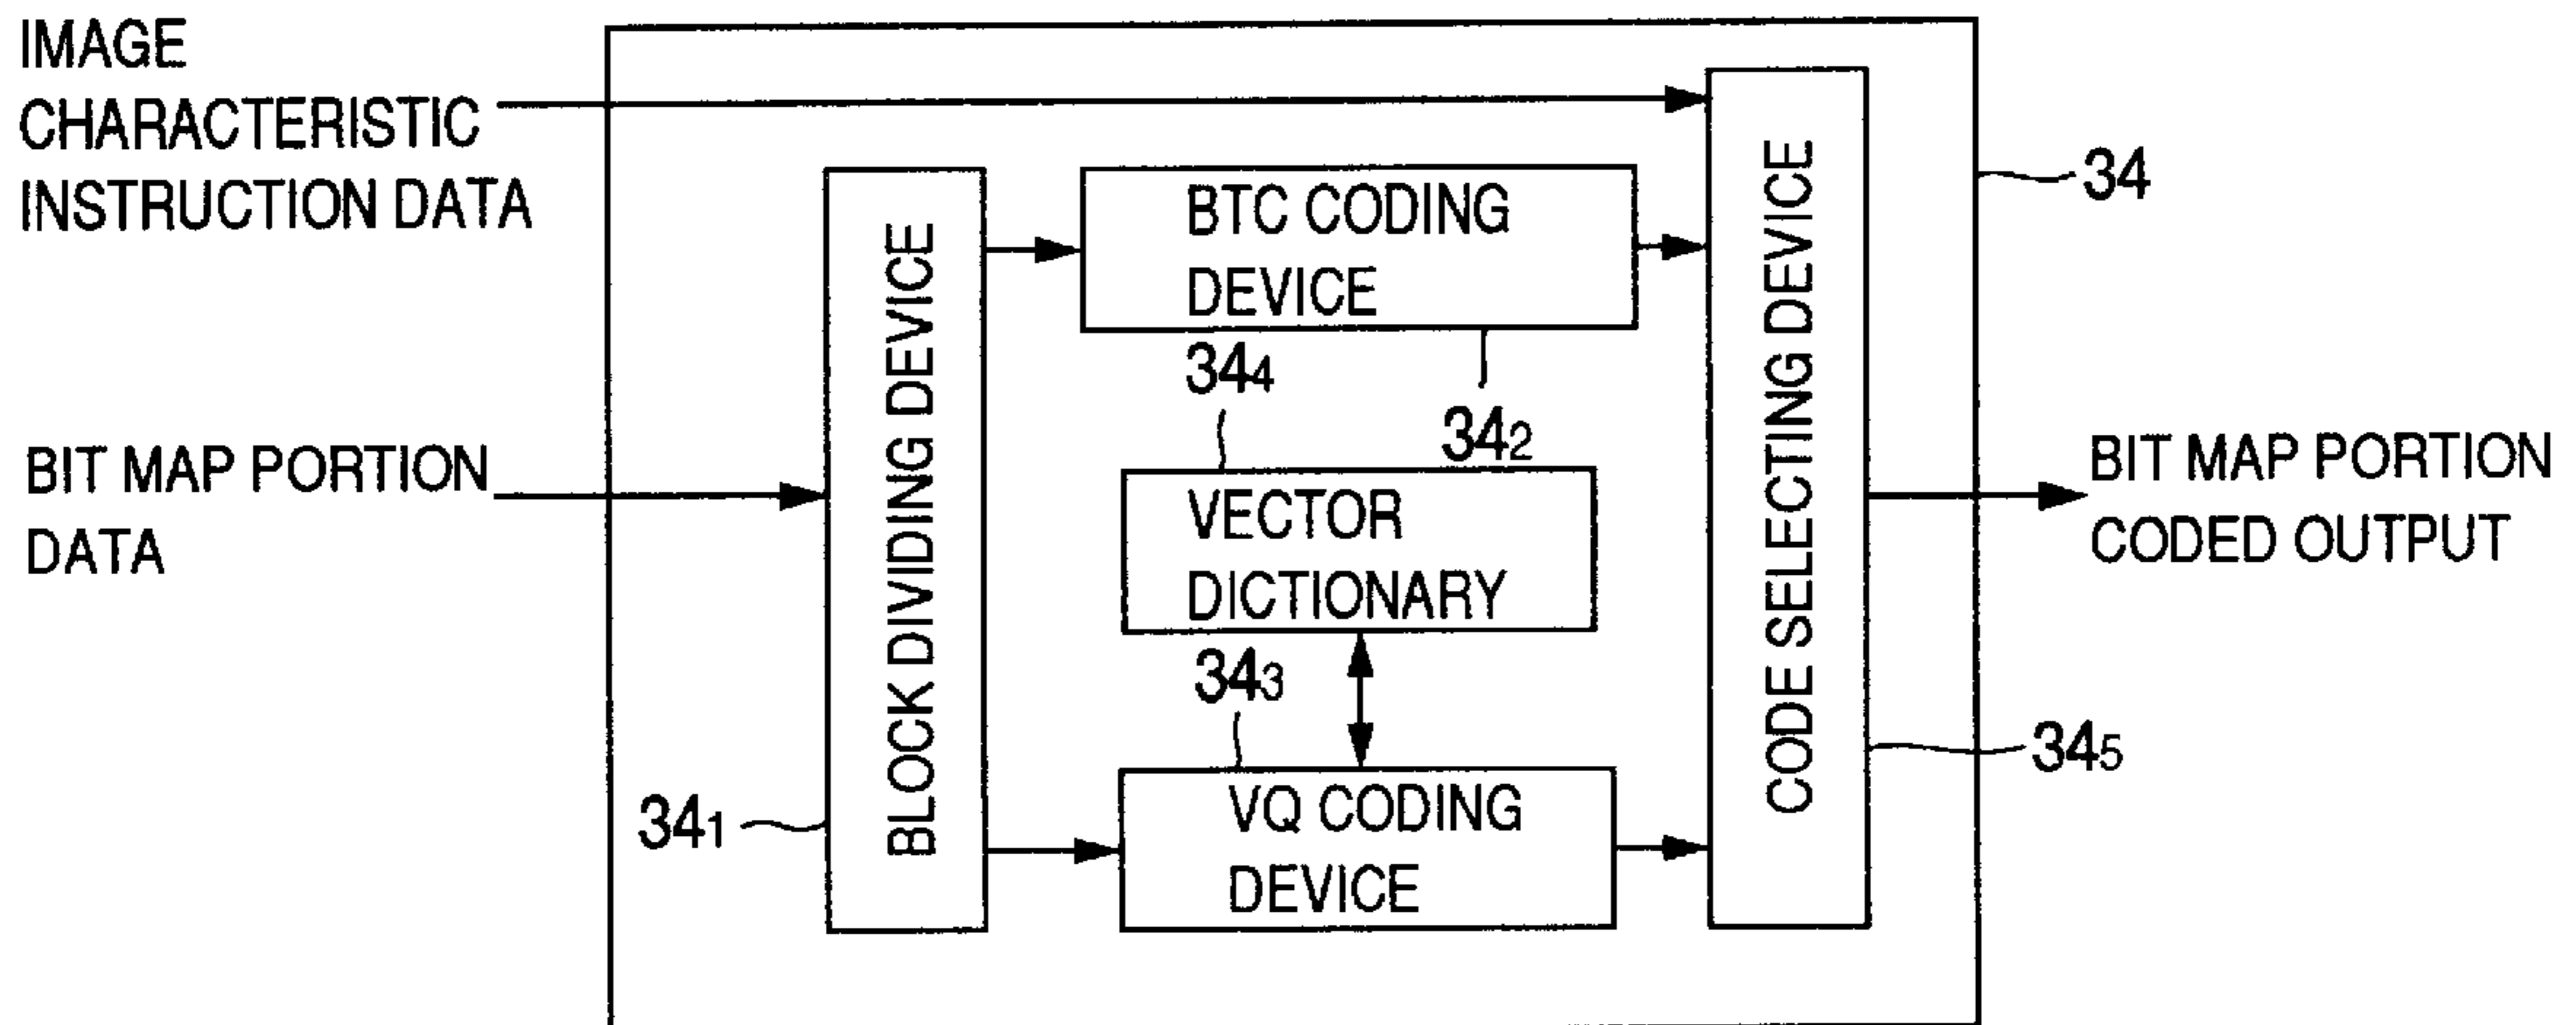 IMAGE
CHARACTERISTIC
INSTRUCTION DATA
BIT MAP PORTION
DATA
BLOCK DIVIDING DEVICE
34₁
BTC CODING
DEVICE
34₂
34₄
VECTOR
DICTIONARY
34₃
VQ CODING
DEVICE
CODE SELECTING DEVICE
34
34₅
BIT MAP PORTION
CODED OUTPUT